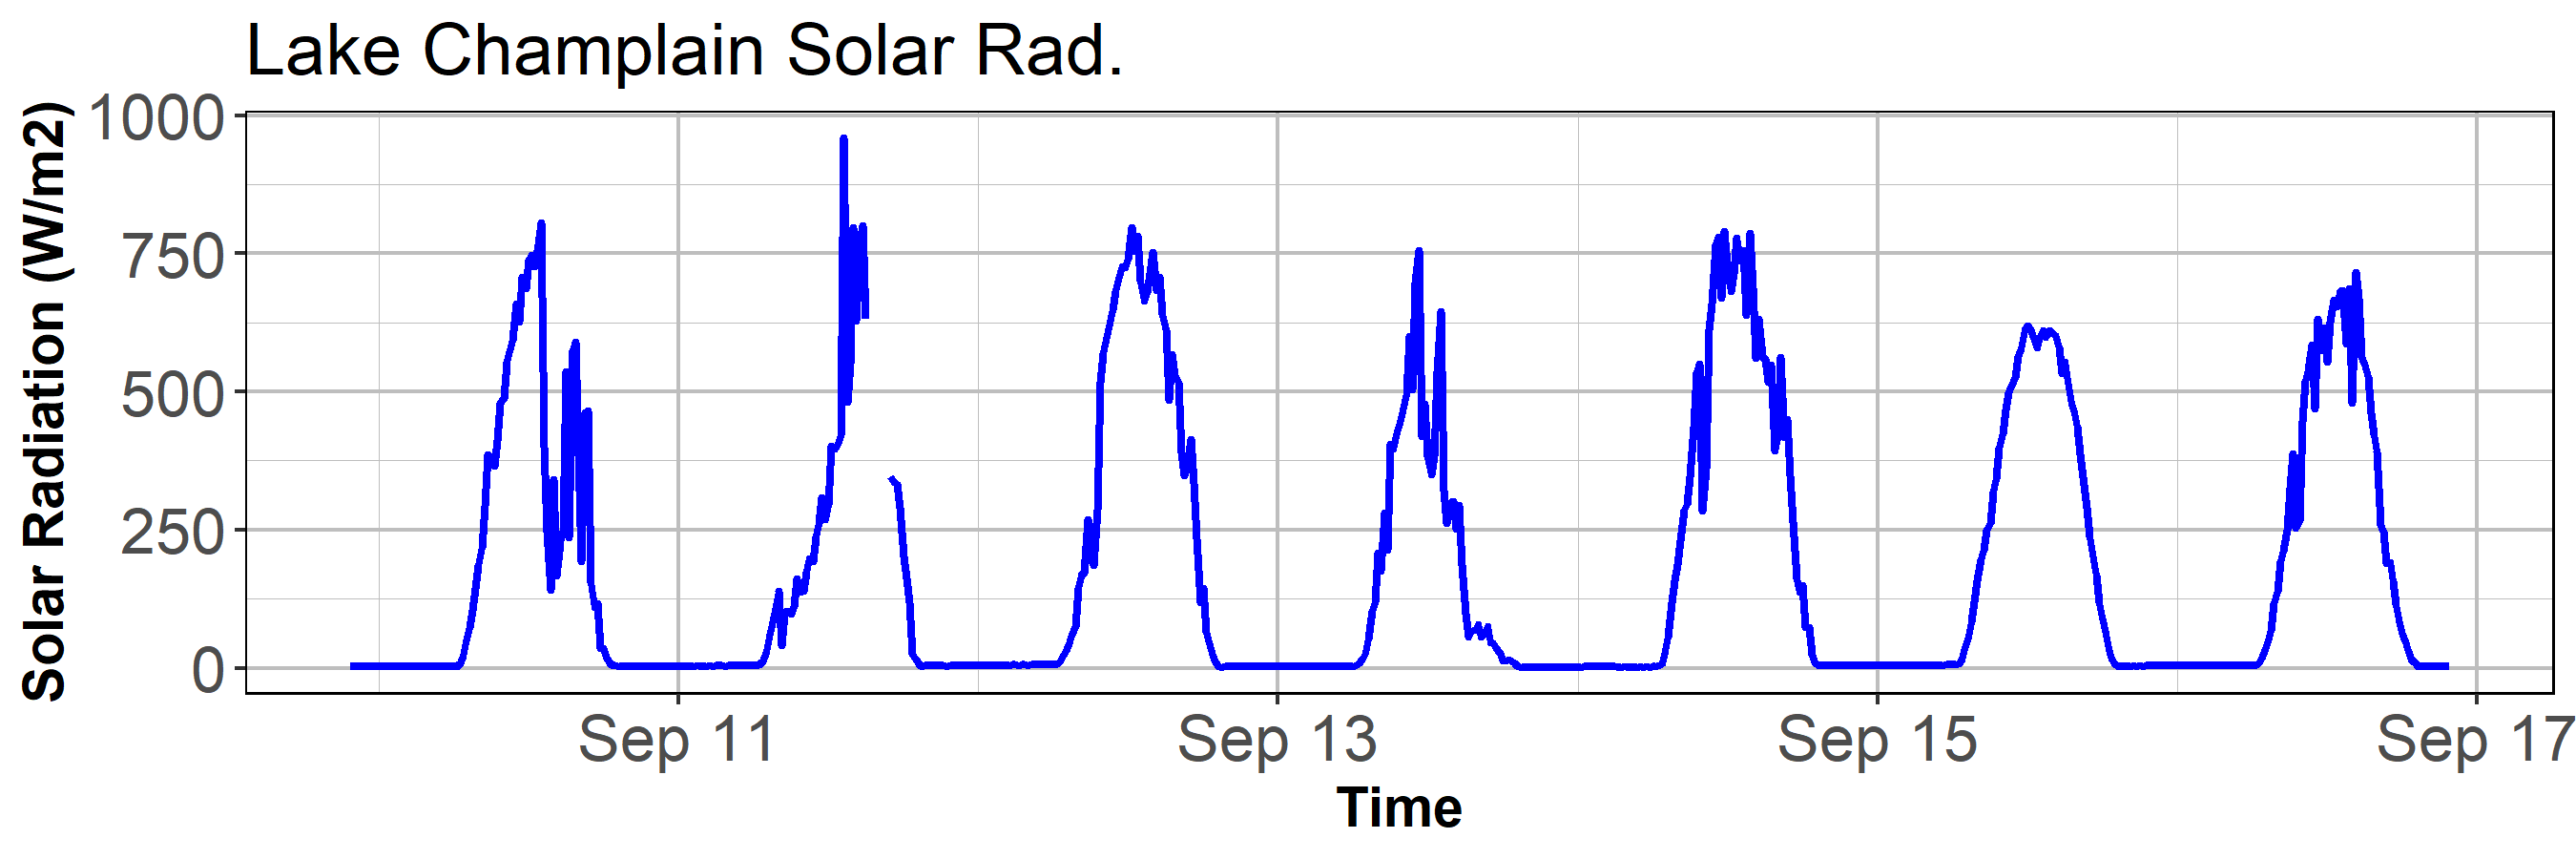 Lake Champlain Solar Rad.
Solar Radiation (W/m2)
1000
750
500
250
0
Sep 11
Sep 13
Sep 15
Sep 17
Time